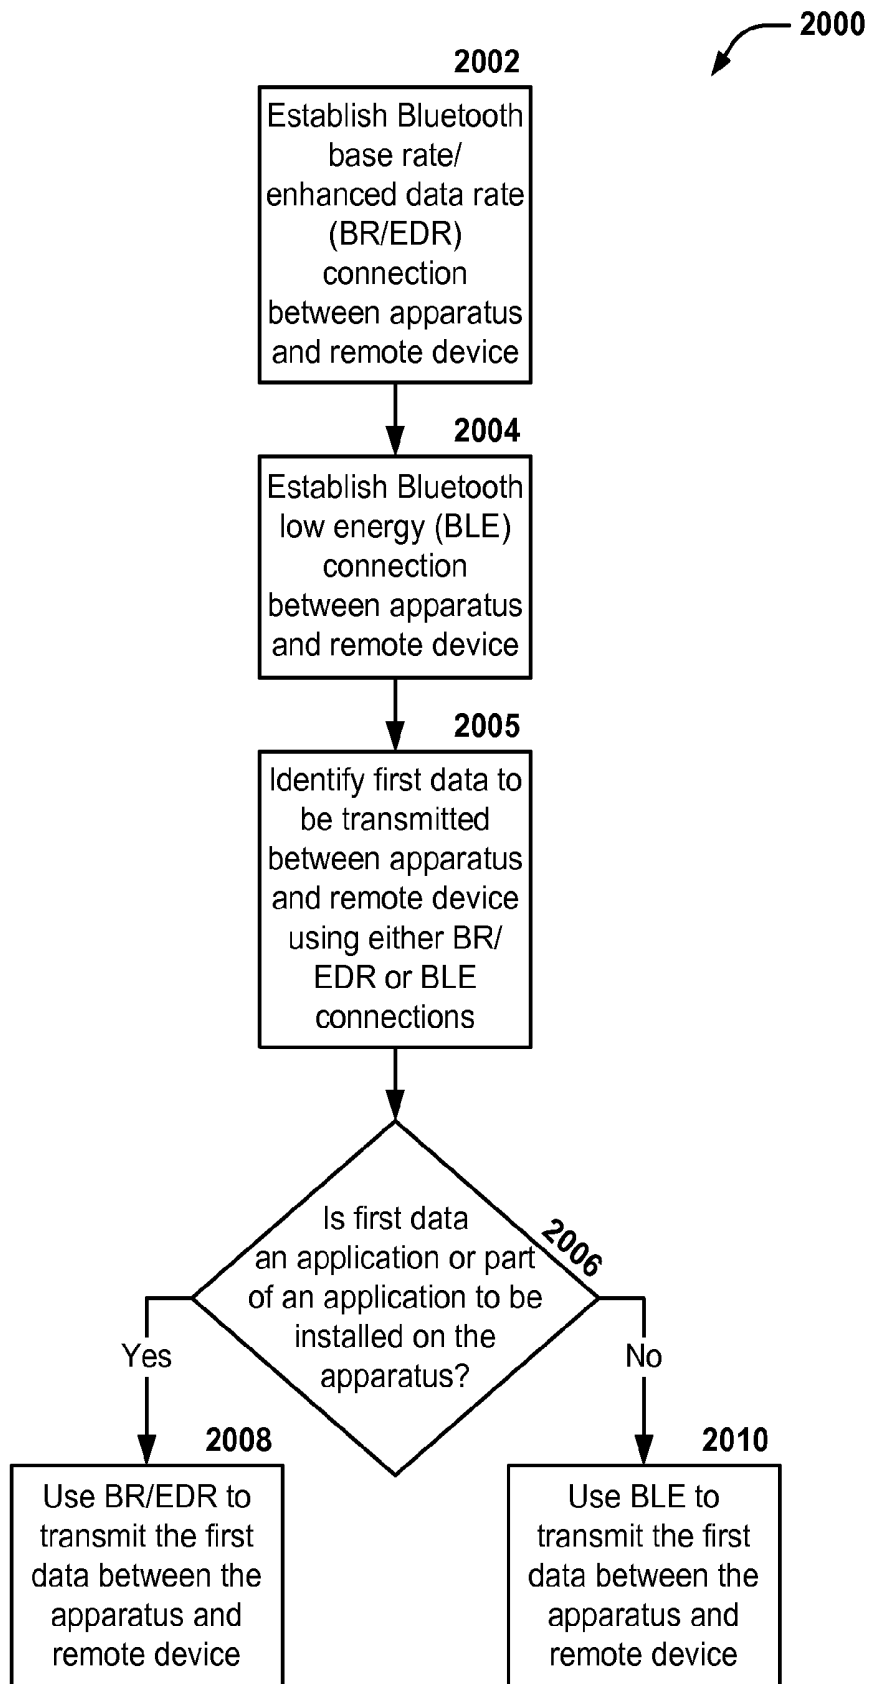 2000
2002
Establish Bluetooth
base rate/
enhanced data rate
(BR/EDR)
connection
between apparatus
and remote device
2004
Establish Bluetooth
low energy (BLE)
connection
between apparatus
and remote device
2005
Identify first data to
be transmitted
between apparatus
and remote device
using either BR/
EDR or BLE
connections
2006
Is first data
an application or part
of an application to be
installed on the
apparatus?
Yes
No
2008
Use BR/EDR to
transmit the first
data between the
apparatus and
remote device
2010
Use BLE to
transmit the first
data between the
apparatus and
remote device